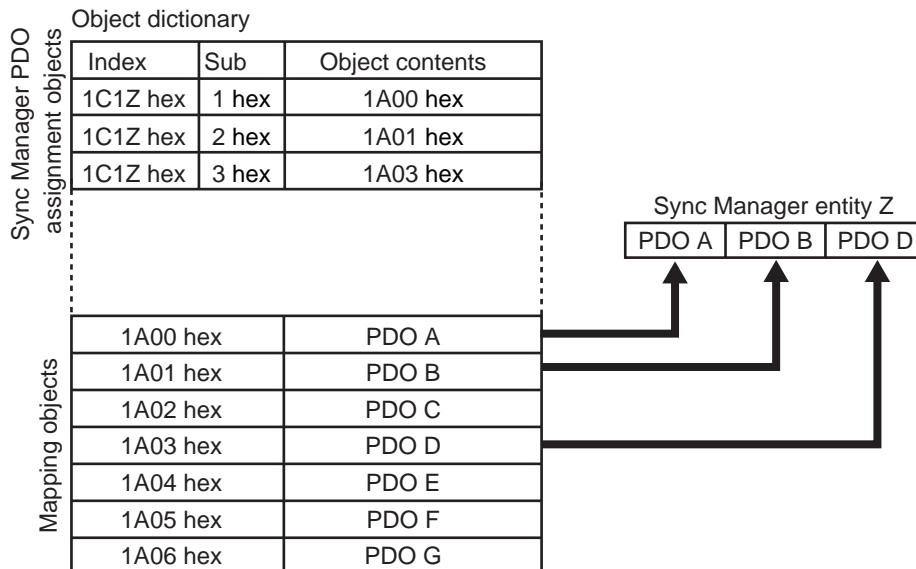 Object dictionary
Sync Manager PDO
assignment objects
Index Sub Object contents
1C1Z hex 1 hex 1A00 hex
1C1Z hex 2 hex 1A01 hex
1C1Z hex 3 hex 1A03 hex
Sync Manager entity Z
PDO A PDO B PDO D
Mapping objects
1A00 hex PDO A
1A01 hex PDO B
1A02 hex PDO C
1A03 hex PDO D
1A04 hex PDO E
1A05 hex PDO F
1A06 hex PDO G